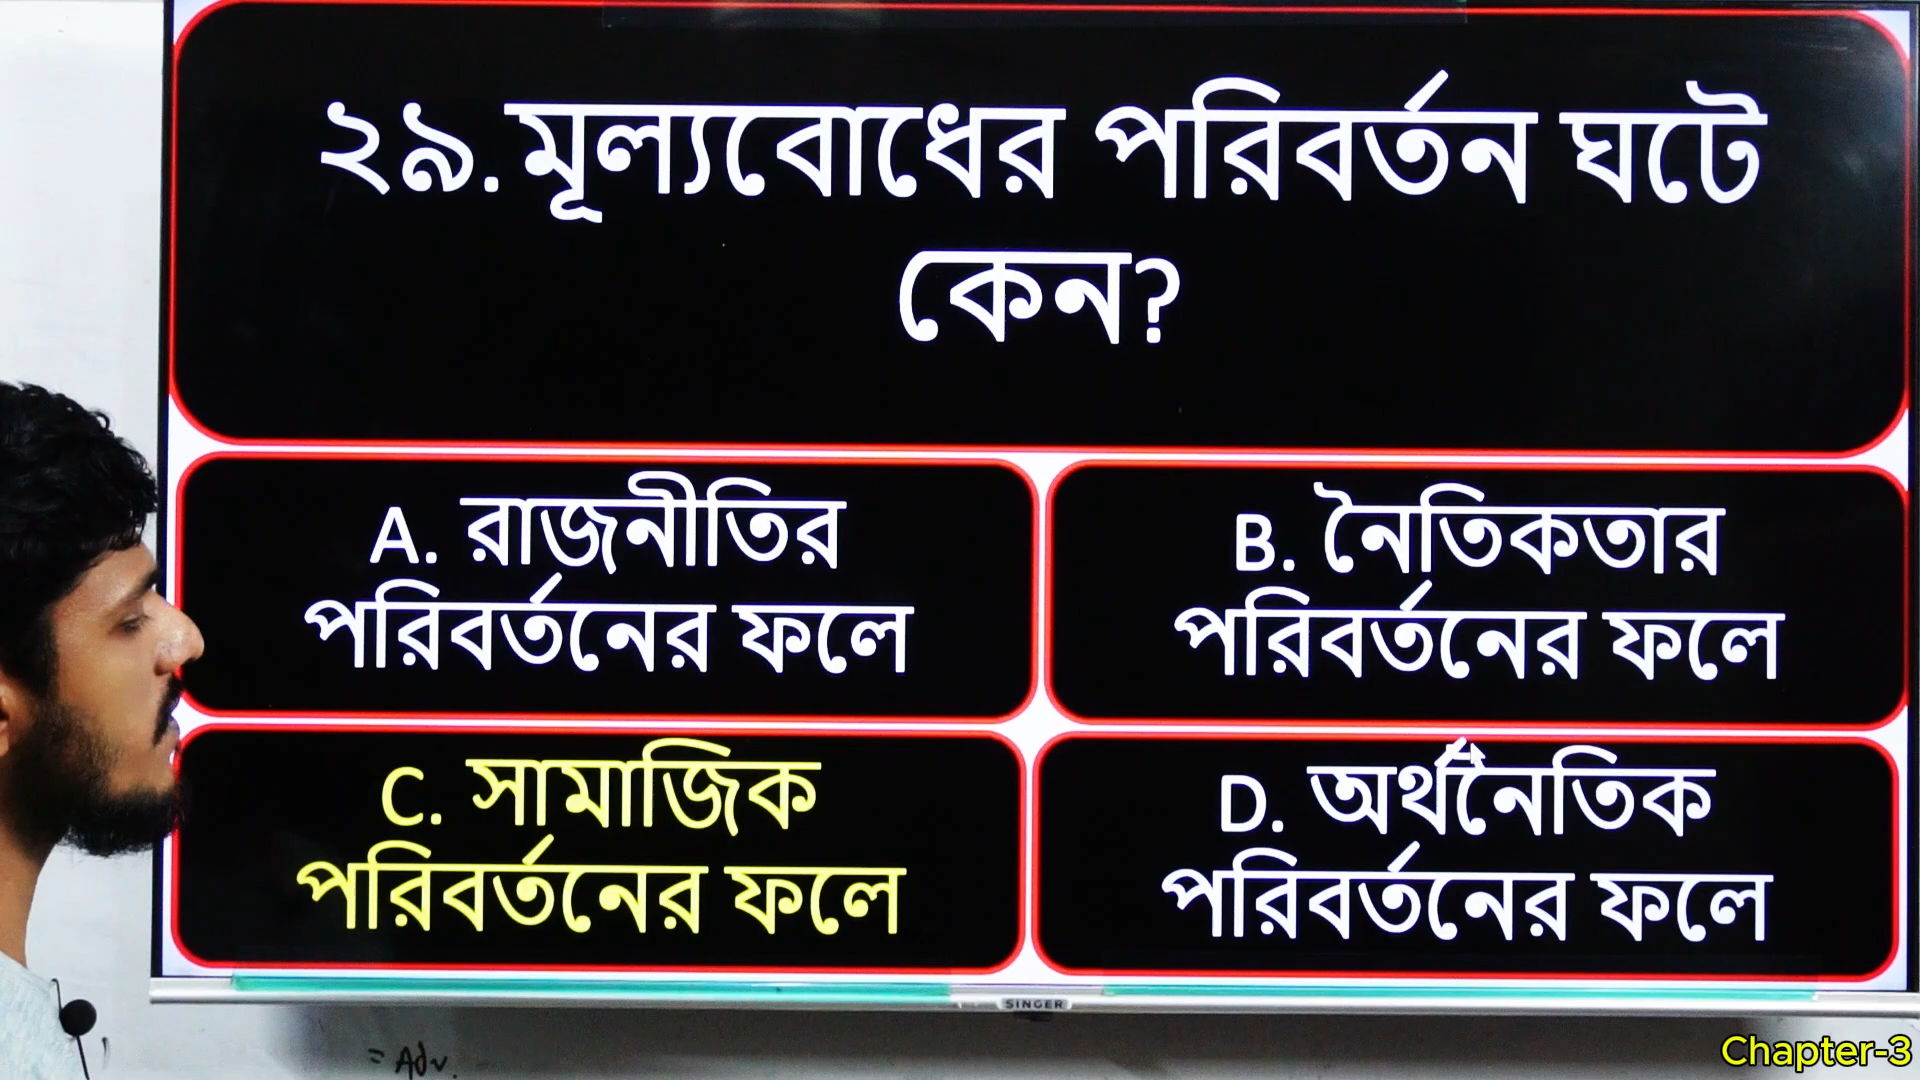 ২৯. মূল্যবোধের পরিবর্তন ঘটে
কেন?
A. রাজনীতির
পরিবর্তনের ফলে
B. নৈতিকতার
পরিবর্তনের ফলে
C. সামাজিক
পরিবর্তনের ফলে
D. অর্থনৈতিক
পরিবর্তনের ফলে
SINGER
= Adv.
Chapter-3